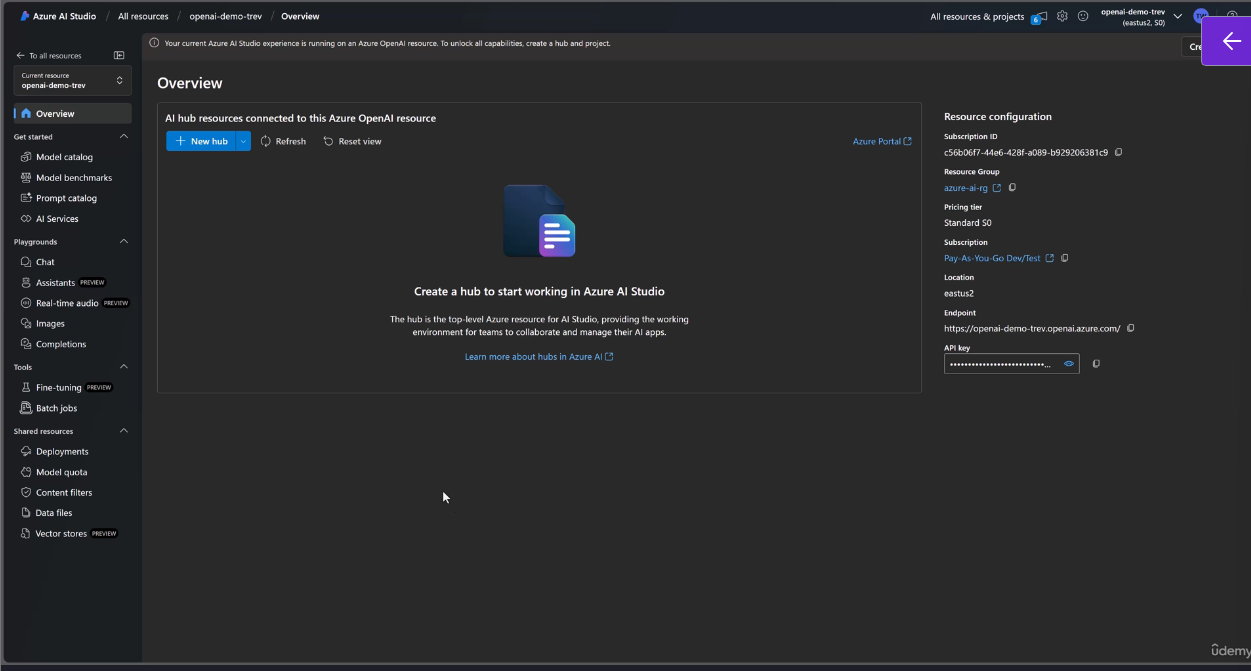 Azure AI Studio / All resources / openai-demo-trev / Overview
All resources & projects 6 openai-demo-trev
(eastus2, S0)
To all resources
Current resource
openai-demo-trev
Overview
Get started
Model catalog
Model benchmarks
Prompt catalog
AI Services
Playgrounds
Chat
Assistants PREVIEW
Real-time audio PREVIEW
Images
Completions
Tools
Fine-tuning PREVIEW
Batch jobs
Shared resources
Deployments
Model quota
Content filters
Data files
Vector stores PREVIEW
Your current Azure AI Studio experience is running on an Azure OpenAI resource. To unlock all capabilities, create a hub and project.
Cre
Overview
AI hub resources connected to this Azure OpenAI resource
New hub Refresh Reset view Azure Portal
Create a hub to start working in Azure AI Studio
The hub is the top-level Azure resource for AI Studio, providing the working
environment for teams to collaborate and manage their AI apps.
Learn more about hubs in Azure AI
Resource configuration
Subscription ID
c56b06f7-44e6-428f-a089-b929206381c9
Resource Group
azure-ai-rg
Pricing tier
Standard S0
Subscription
Pay-As-You-Go Dev/Test
Location
eastus2
Endpoint
https://openai-demo-trev.openai.azure.com/
API key
••••••••••••••••••••••••••...
ûdemy